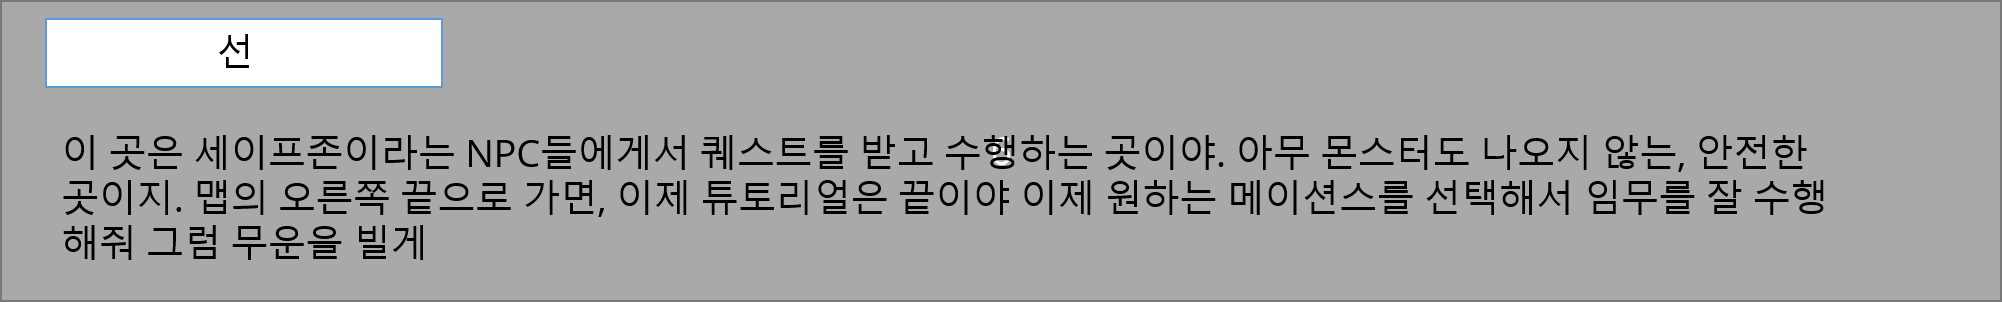 선
이 곳은 세이프존이라는 NPC들에게서 퀘스트를 받고 수행하는 곳이야. 아무 몬스터도 나오지 않는, 안전한
곳이지. 맵의 오른쪽 끝으로 가면, 이제 튜토리얼은 끝이야 이제 원하는 메이션스를 선택해서 임무를 잘 수행
해줘 그럼 무운을 빌게